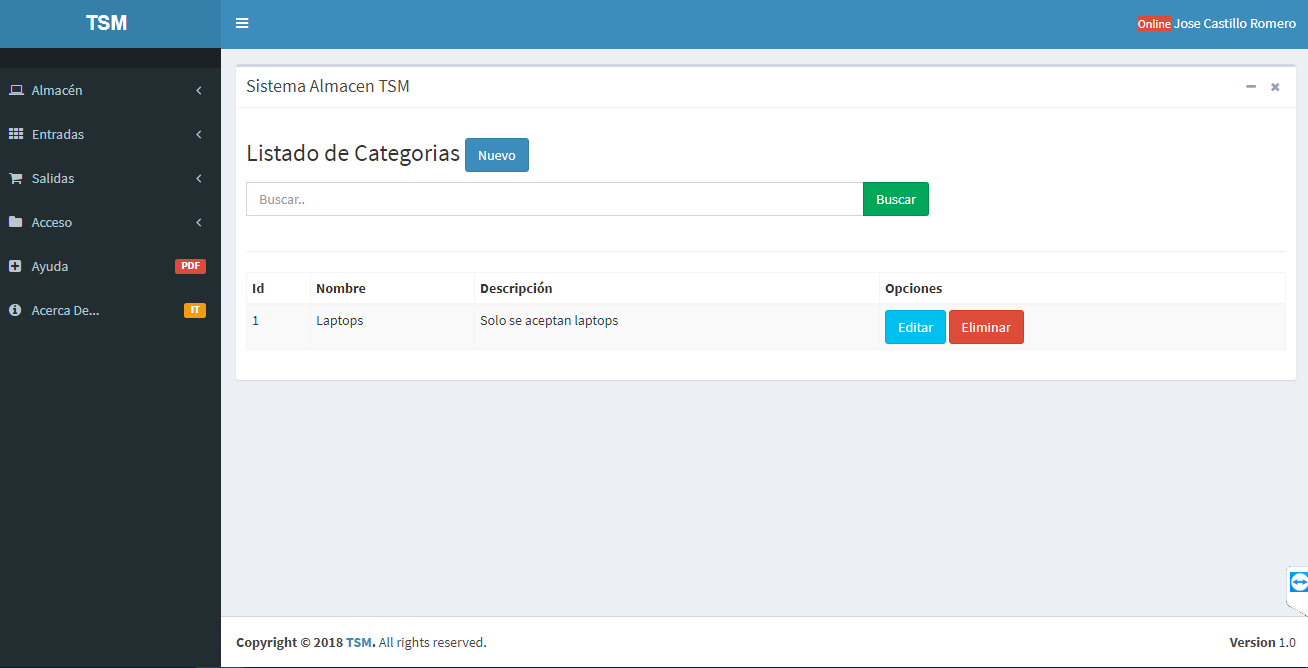 TSM
Online Jose Castillo Romero
Almacén
Entradas
Salidas
Acceso
Ayuda PDF
Acerca De... IT
Sistema Almacen TSM
Listado de Categorias Nuevo
Buscar.. Buscar
Id Nombre Descripción Opciones
1 Laptops Solo se aceptan laptops Editar Eliminar
Copyright © 2018 TSM. All rights reserved. Version 1.0